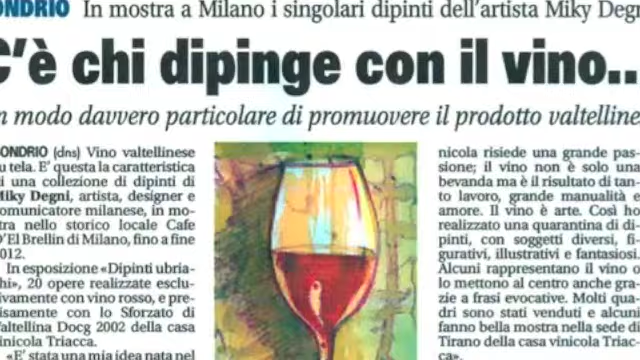 ONDRIO In mostra a Milano i singolari dipinti dell'artista Miky Degn
C'è chi dipinge con il vino..
n modo davvero particolare di promuovere il prodotto valtelline
ONDRIO (dns) Vino valtellinese
u tela. E' questa la caratteristica
i una collezione di dipinti di
Miky Degni, artista, designer e
omunicatore milanese, in mo-
tra nello storico locale Cafe
D'El Brellin di Milano, fino a fine
2012.
In esposizione «Dipinti ubria-
hi», 20 opere realizzate esclu-
ivamente con vino rosso, e pre-
isamente con lo Sforzato di
Valtellina Docg 2002 della casa
vinicola Triacca.
«E' stata una mia idea nata nel
nicola risiede una grande pas-
sione; il vino non è solo una
bevanda ma è il risultato di tan-
to lavoro, grande manualità e
amore. Il vino è arte. Così ho
realizzato una quarantina di di-
pinti, con soggetti diversi, fi-
gurativi, illustrativi e fantasiosi.
Alcuni rappresentano il vino o
lo mettono al centro anche gra-
zie a frasi evocative. Molti qua-
dri sono stati venduti e alcuni
fanno bella mostra nella sede di
Tirano della casa vinicola Triac-
ca».